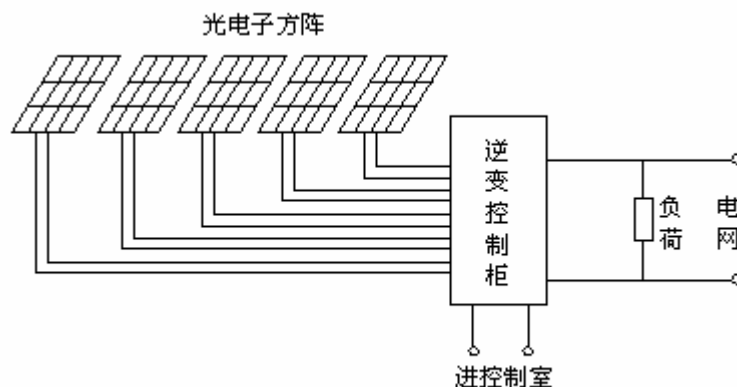 光电子方阵
逆变控制柜
负荷
电网
进控制室